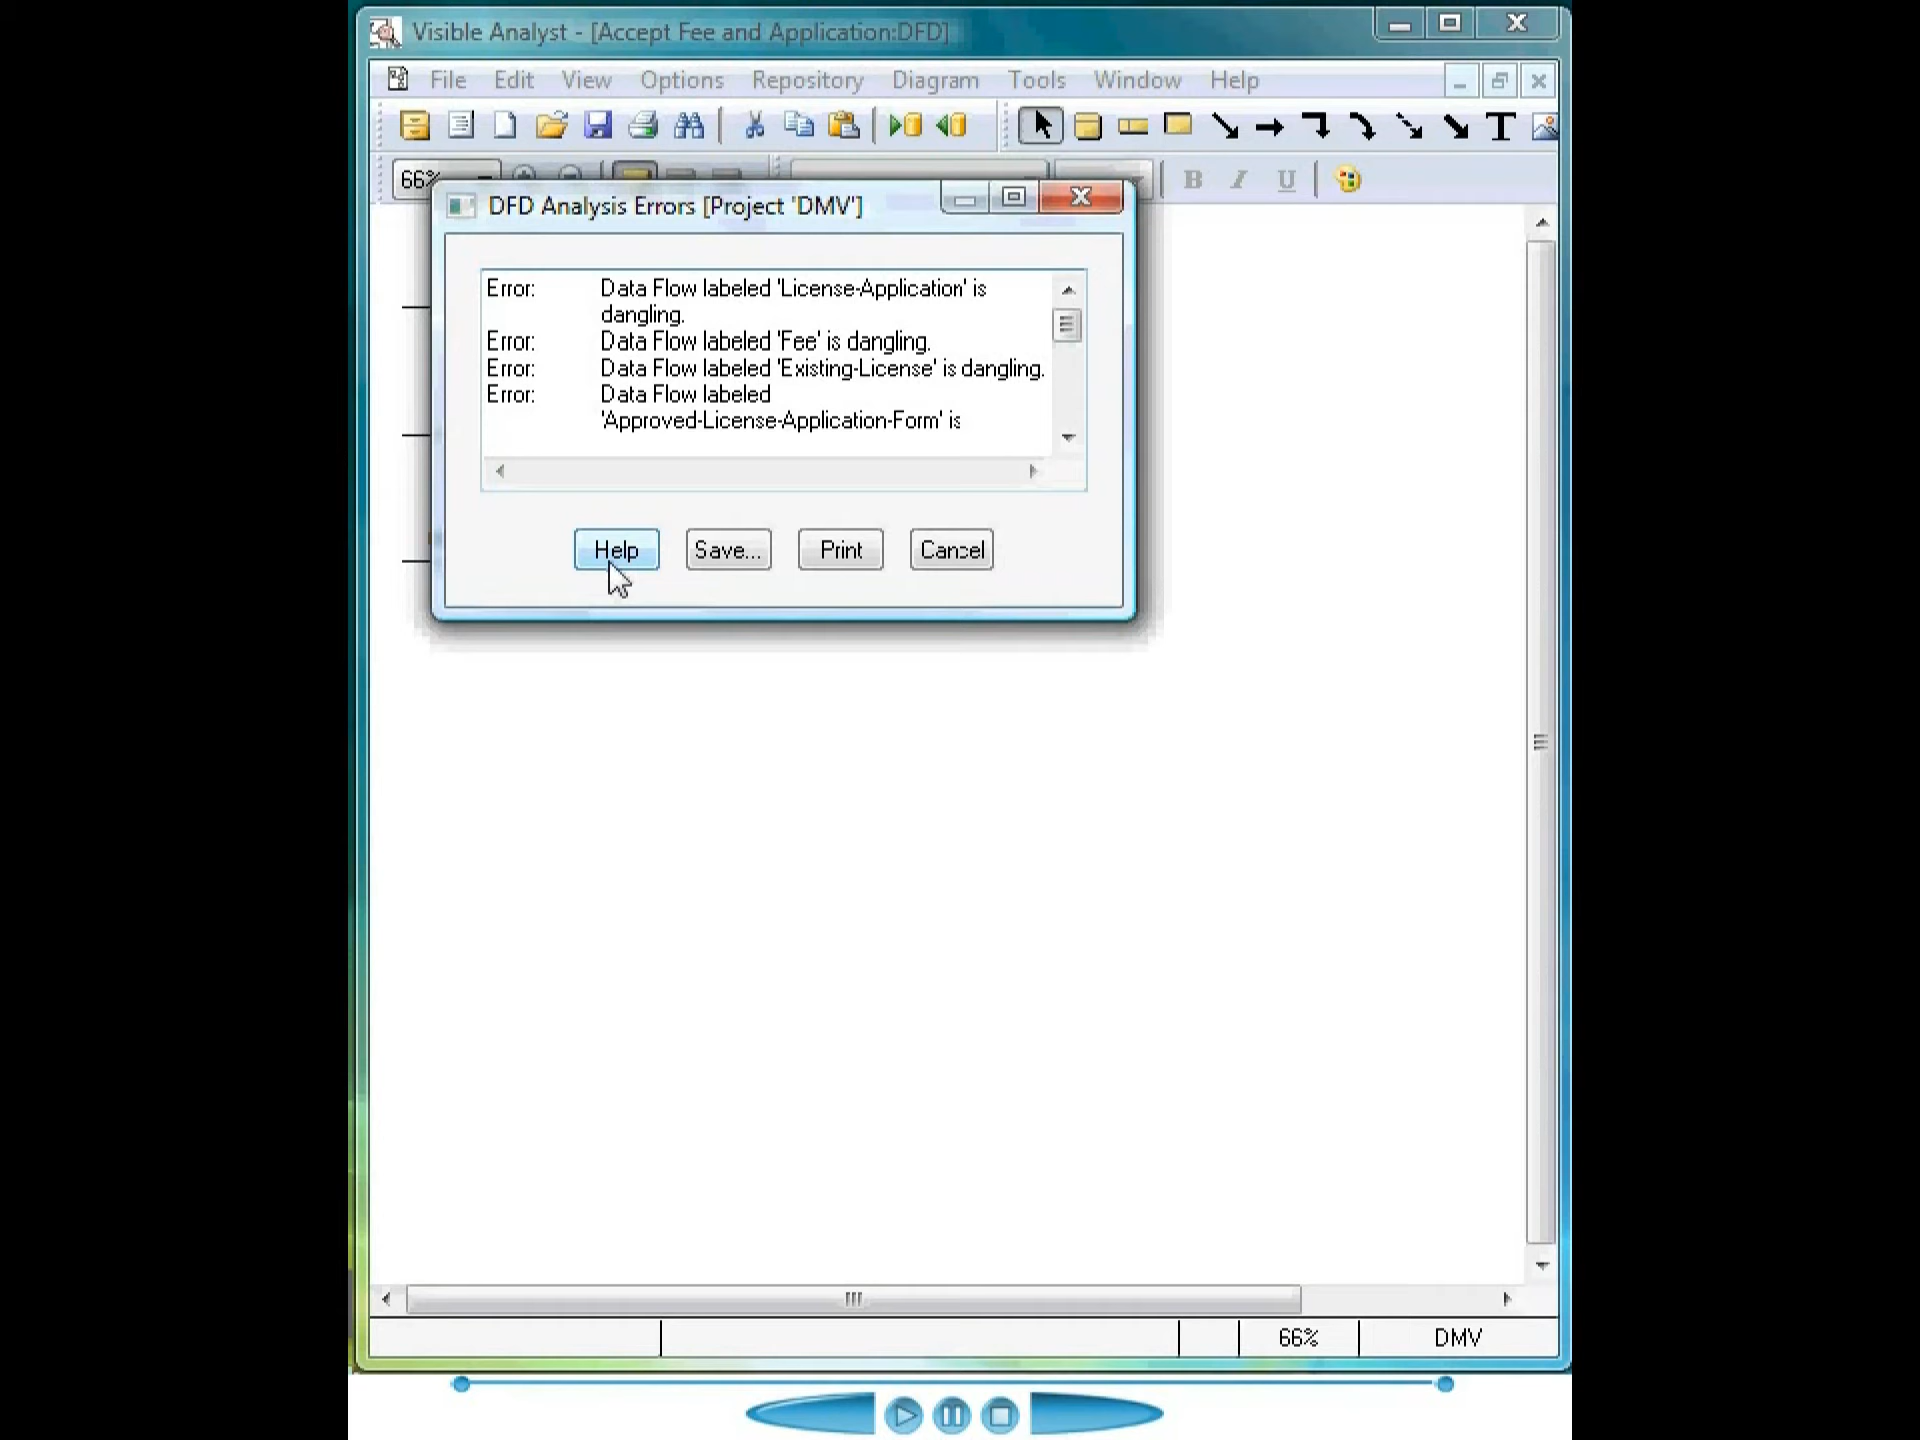 Visible Analyst - [Accept Fee and Application:DFD]
File Edit View Options Repository Diagram Tools Window Help
66%
B I U
DFD Analysis Errors [Project 'DMV']
Error: Data Flow labeled 'License-Application' is
dangling.
Error: Data Flow labeled 'Fee' is dangling.
Error: Data Flow labeled 'Existing-License' is dangling.
Error: Data Flow labeled
'Approved-License-Application-Form' is
Help Save... Print Cancel
66% DMV